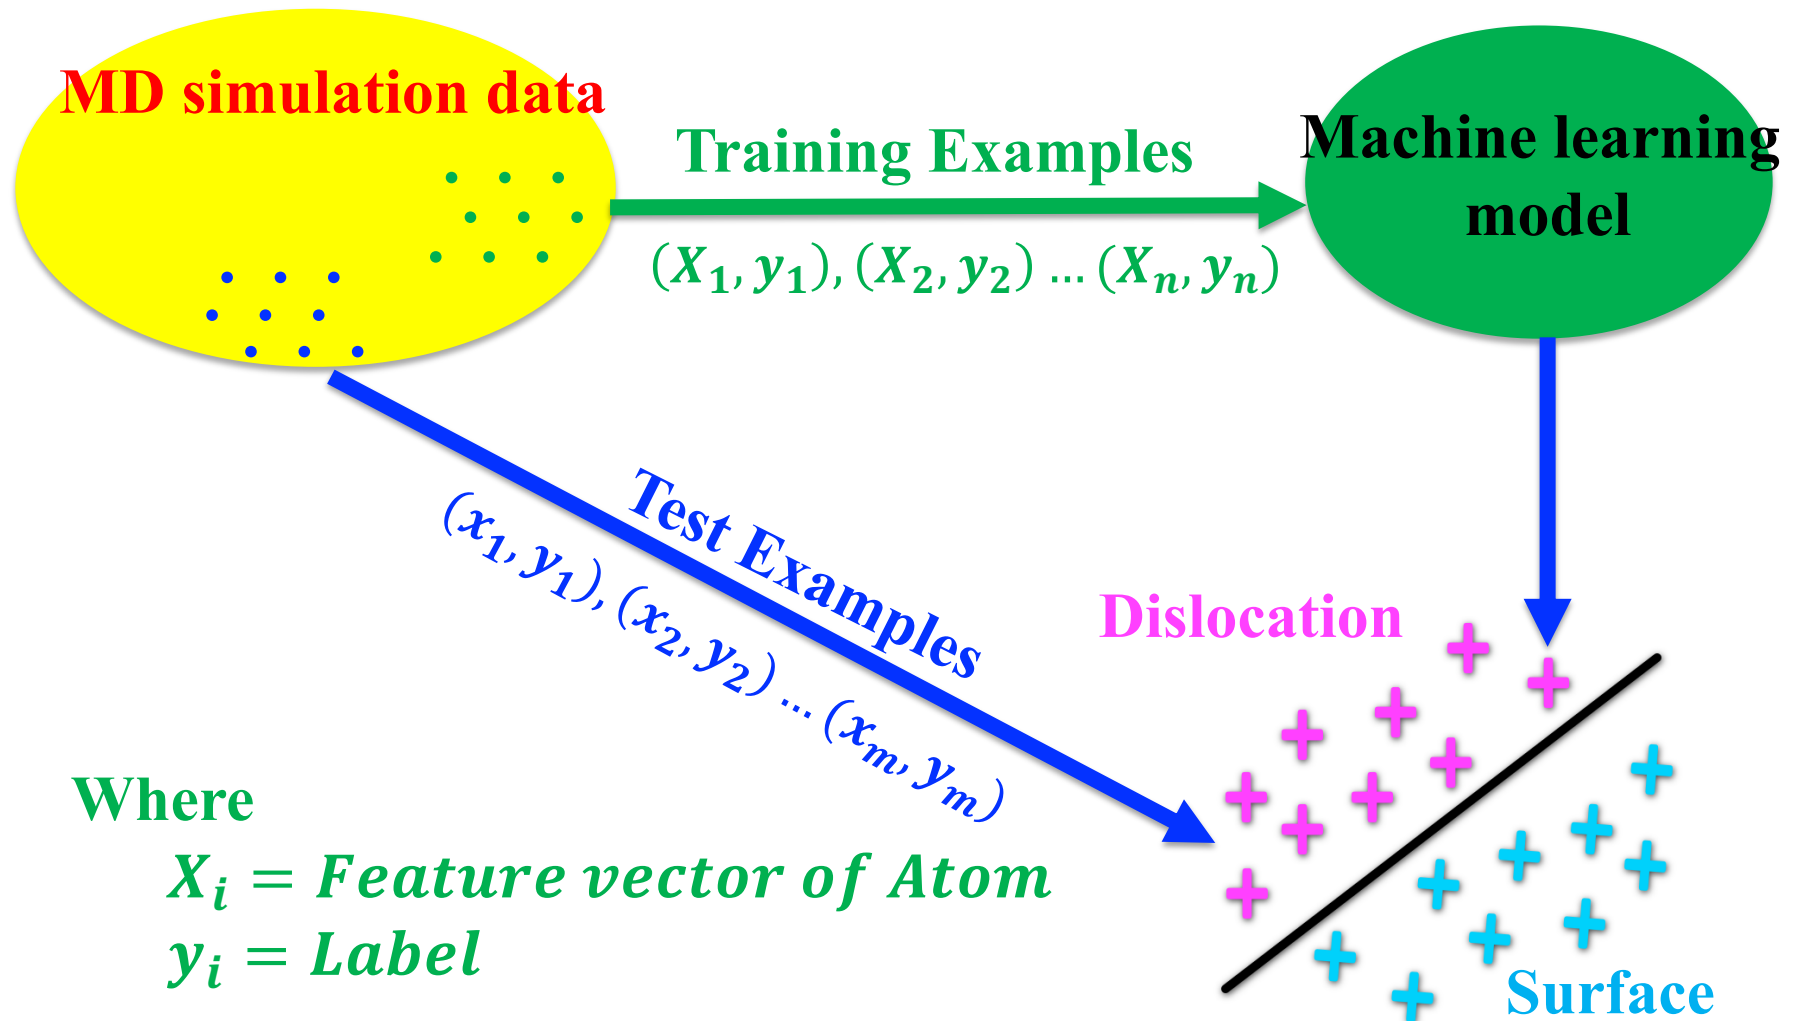 MD simulation data
Training Examples
(X₁, y₁), (X₂, y₂) … (Xₙ, yₙ)
Machine learning
model
Test Examples
(x₁, y₁), (x₂, y₂) … (xₘ, yₘ)
Dislocation
Where
Xᵢ = Feature vector of Atom
yᵢ = Label
Surface